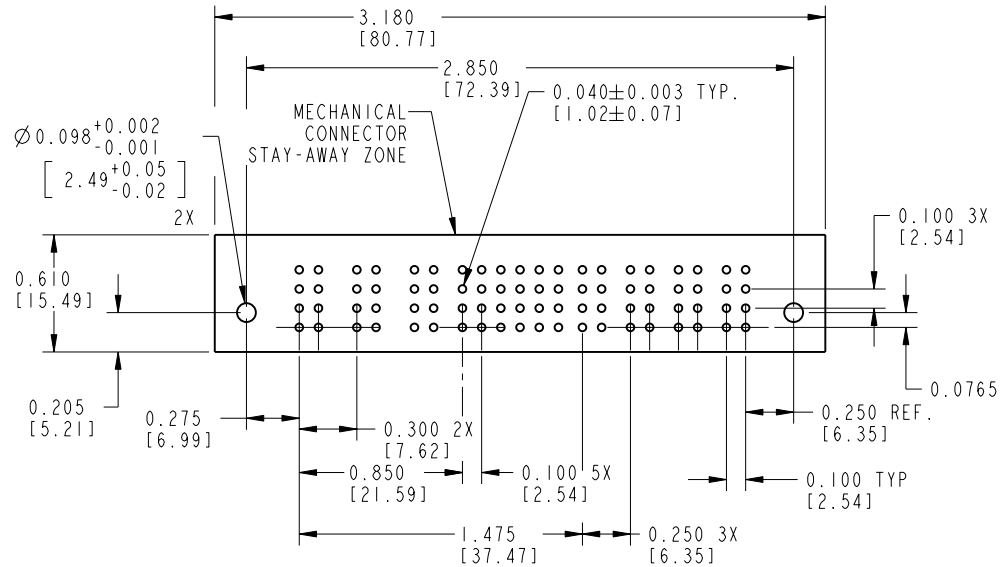 3.180
[80.77]
2.850
[72.39]
0.040±0.003 TYP.
[1.02±0.07]
MECHANICAL
CONNECTOR
STAY-AWAY ZONE
Ø0.098 +0.002 -0.001
[ 2.49 +0.05 -0.02 ]
2X
0.100 3X
[2.54]
0.610
[15.49]
0.0765
0.205
[5.21]
0.275
[6.99]
0.300 2X
[7.62]
0.250 REF.
[6.35]
0.850
[21.59]
0.100 5X
[2.54]
0.100 TYP
[2.54]
1.475
[37.47]
0.250 3X
[6.35]